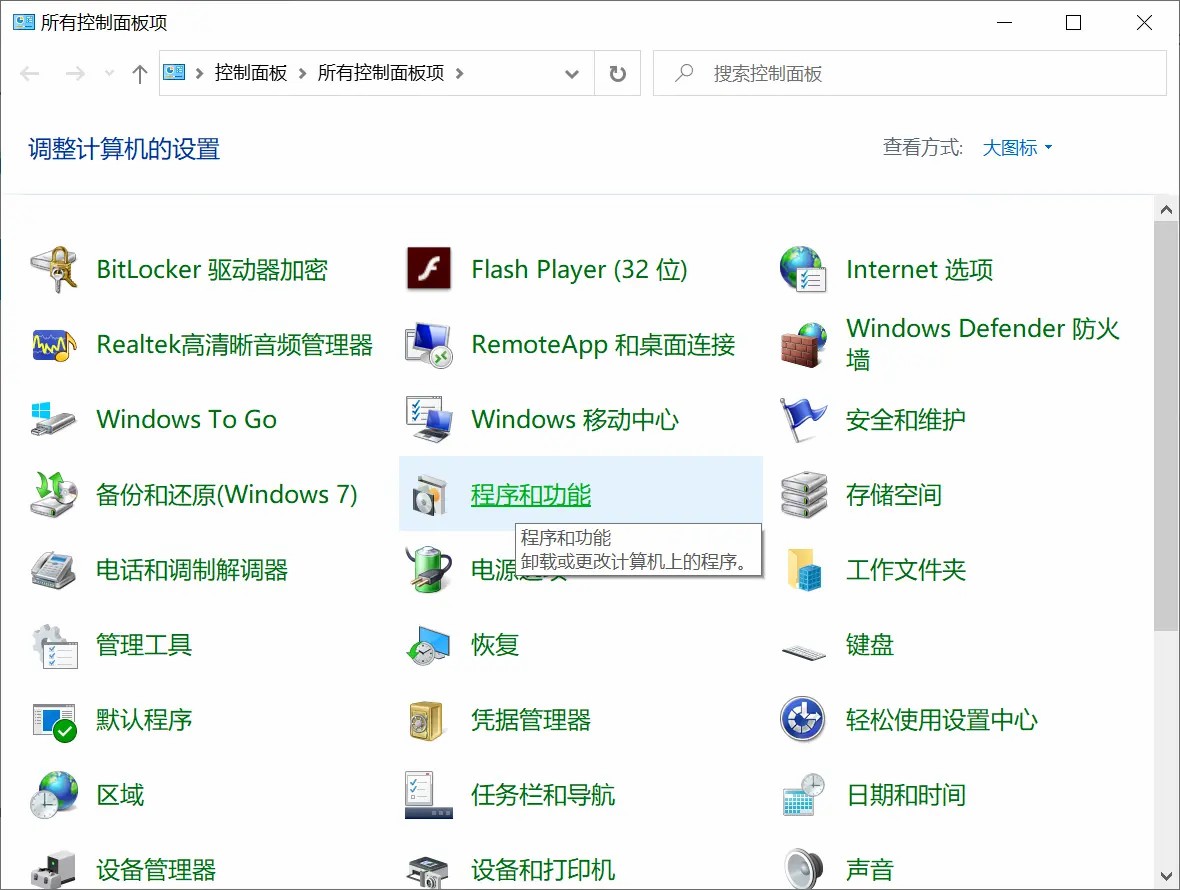 所有控制面板项
控制面板 所有控制面板项
搜索控制面板
调整计算机的设置
查看方式: 大图标
BitLocker 驱动器加密
Flash Player (32 位)
Internet 选项
Realtek高清晰音频管理器
RemoteApp 和桌面连接
Windows Defender 防火
墙
Windows To Go
Windows 移动中心
安全和维护
备份和还原(Windows 7)
程序和功能
存储空间
程序和功能
卸载或更改计算机上的程序。
电话和调制解调器
电源选项
工作文件夹
管理工具
恢复
键盘
默认程序
凭据管理器
轻松使用设置中心
区域
任务栏和导航
日期和时间
设备管理器
设备和打印机
声音